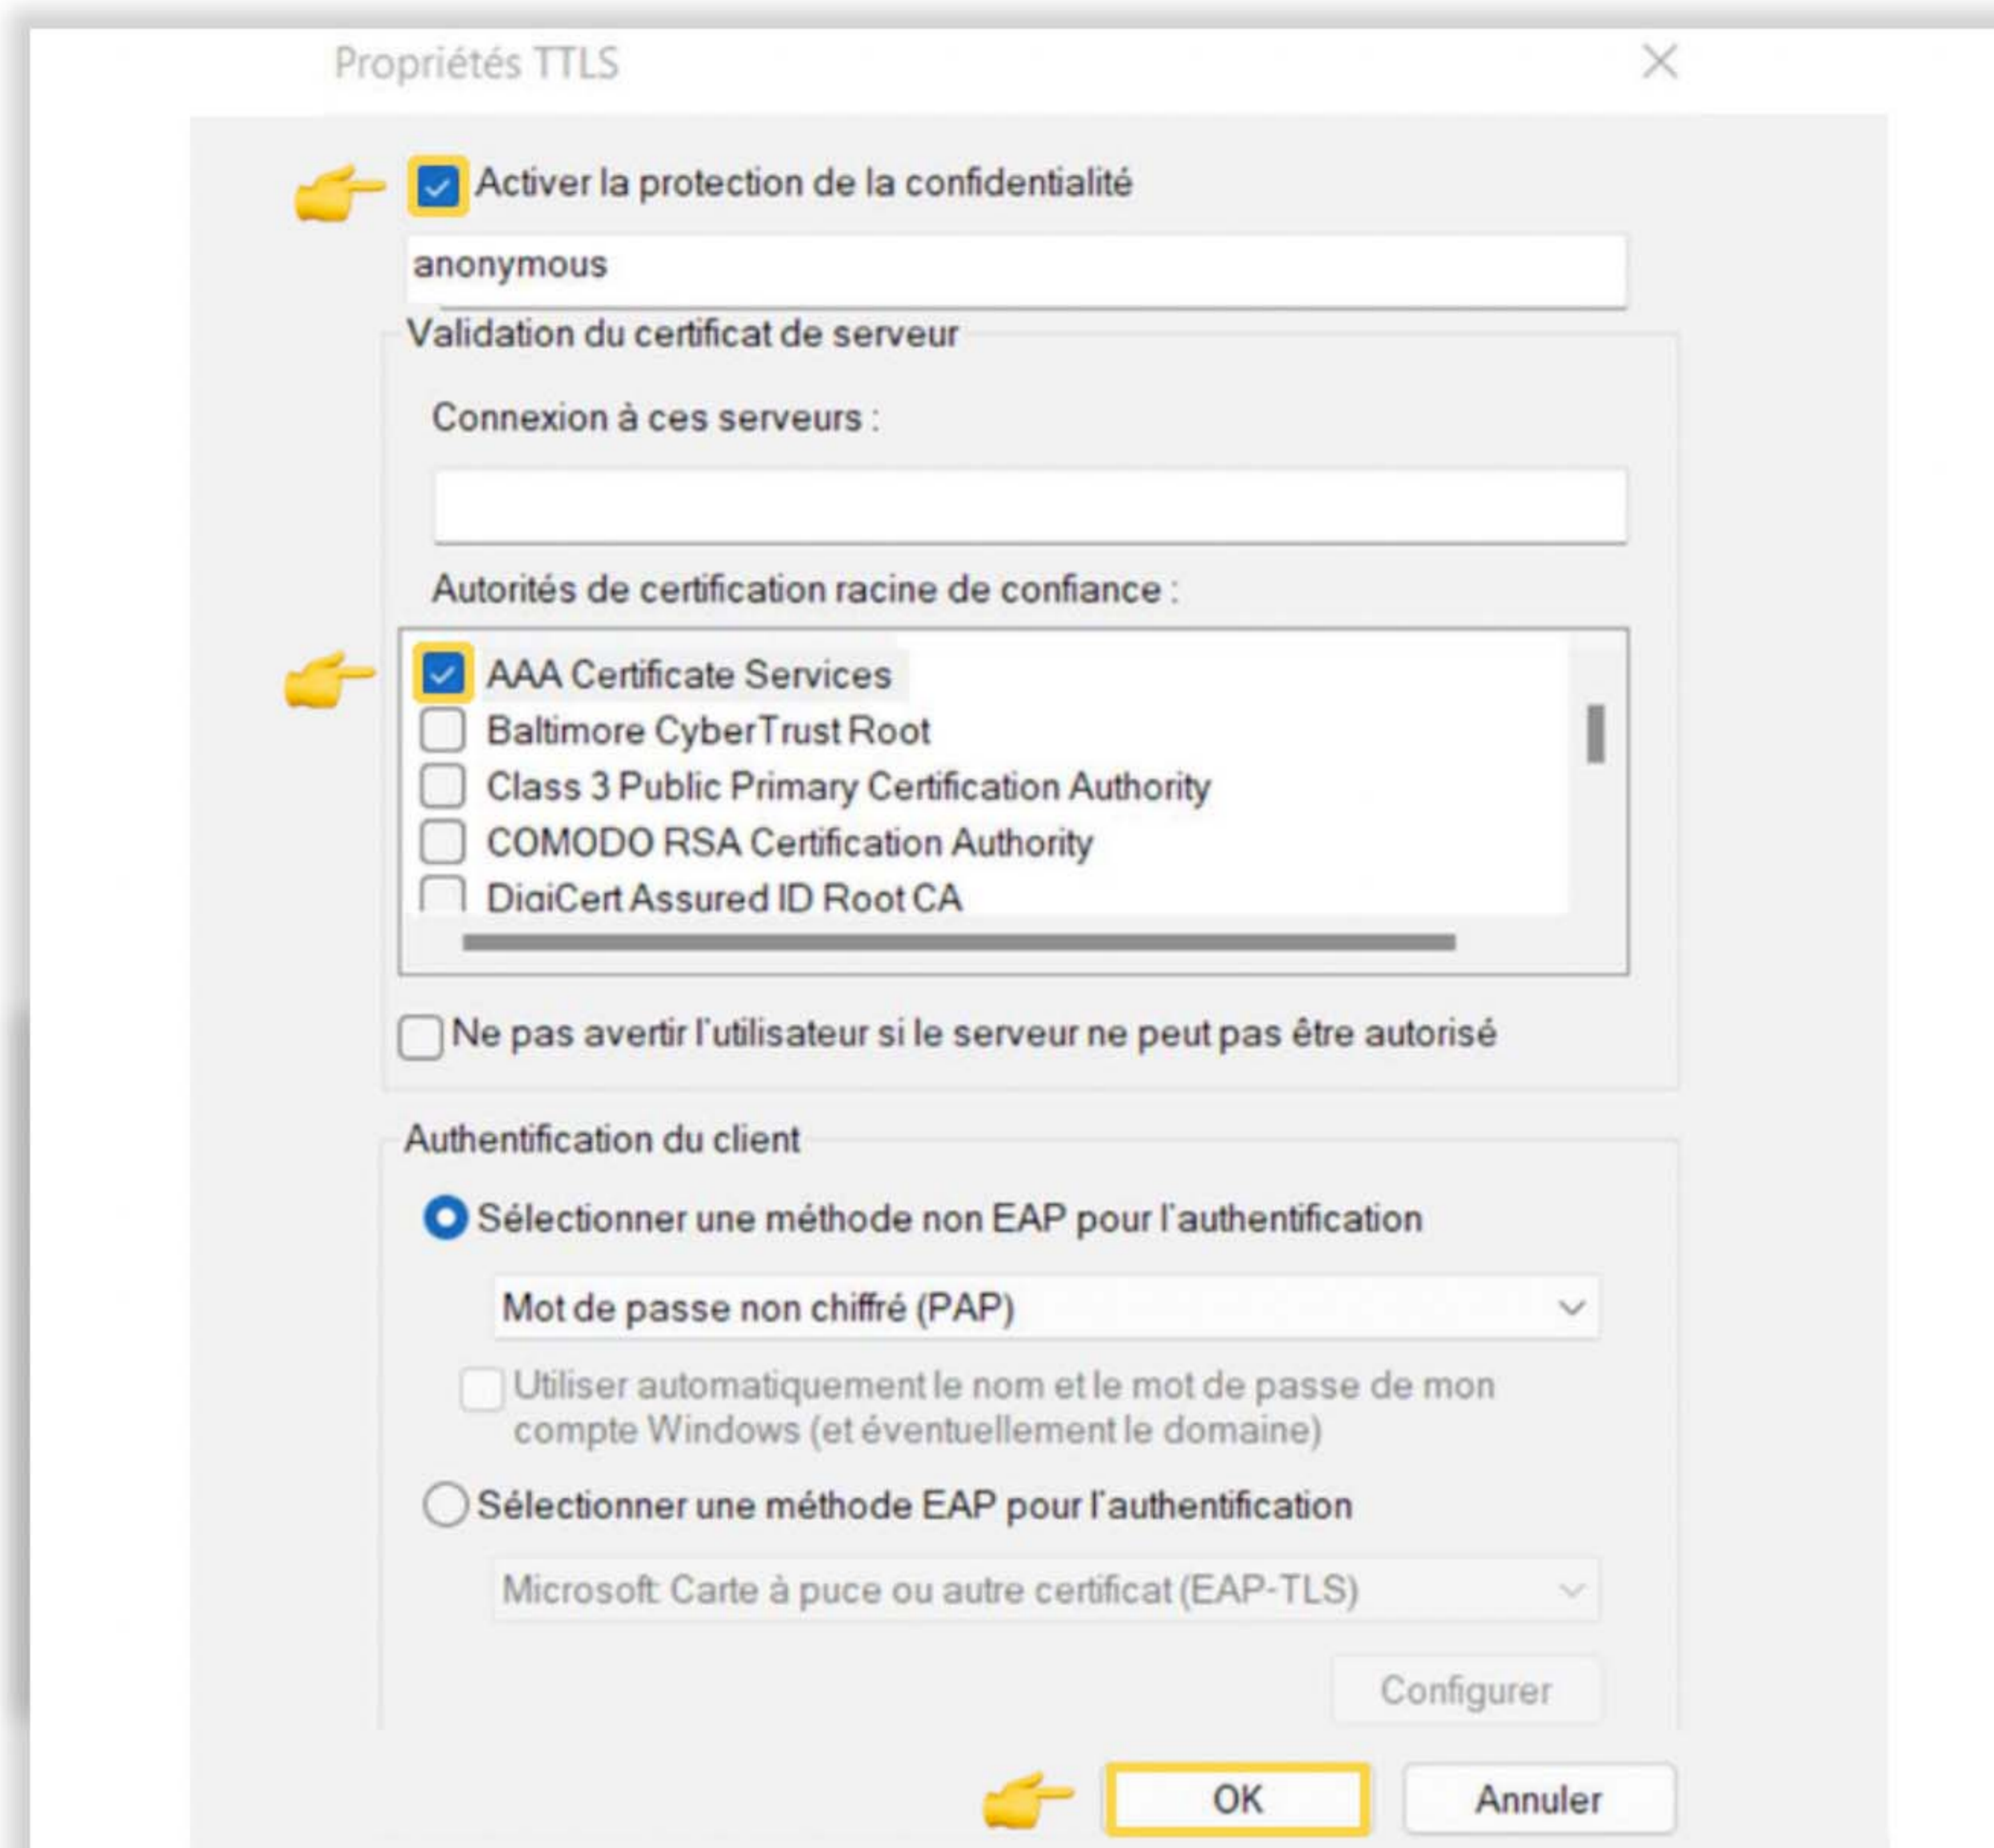 Propriétés TTLS
Activer la protection de la confidentialité
anonymous
Validation du certificat de serveur
Connexion à ces serveurs :
Autorités de certification racine de confiance :
AAA Certificate Services
Baltimore CyberTrust Root
Class 3 Public Primary Certification Authority
COMODO RSA Certification Authority
DigiCert Assured ID Root CA
Ne pas avertir l'utilisateur si le serveur ne peut pas être autorisé
Authentification du client
Sélectionner une méthode non EAP pour l'authentification
Mot de passe non chiffré (PAP)
Utiliser automatiquement le nom et le mot de passe de mon
compte Windows (et éventuellement le domaine)
Sélectionner une méthode EAP pour l'authentification
Microsoft: Carte à puce ou autre certificat (EAP-TLS)
Configurer
OK
Annuler